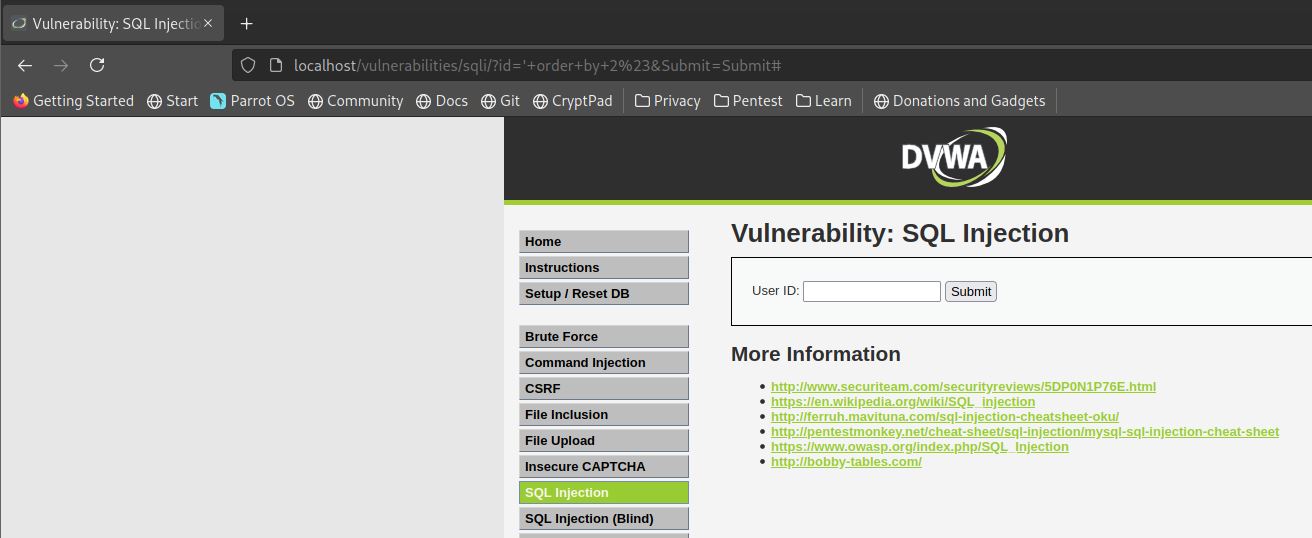 Vulnerability: SQL Injectio
localhost/vulnerabilities/sqli/?id='+order+by+2%23&Submit=Submit#
Getting Started Start Parrot OS Community Docs Git CryptPad Privacy Pentest Learn Donations and Gadgets
DVWA
Vulnerability: SQL Injection
User ID: Submit
More Information
http://www.securiteam.com/securityreviews/5DP0N1P76E.html
https://en.wikipedia.org/wiki/SQL_injection
http://ferruh.mavituna.com/sql-injection-cheatsheet-oku/
http://pentestmonkey.net/cheat-sheet/sql-injection/mysql-sql-injection-cheat-sheet
https://www.owasp.org/index.php/SQL_Injection
http://bobby-tables.com/
Home
Instructions
Setup / Reset DB
Brute Force
Command Injection
CSRF
File Inclusion
File Upload
Insecure CAPTCHA
SQL Injection
SQL Injection (Blind)